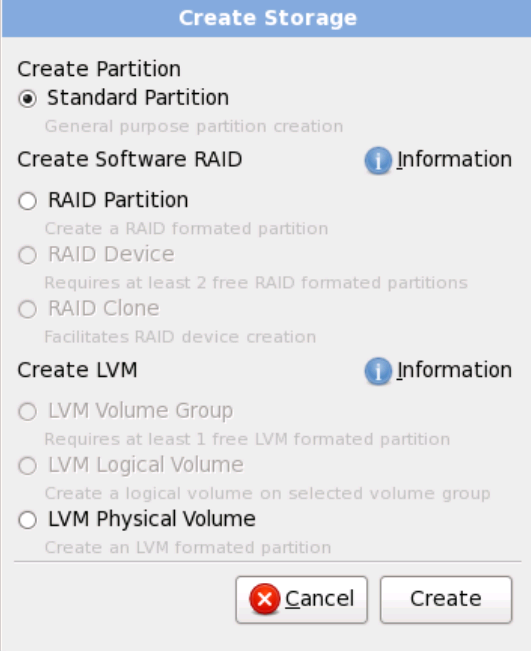 Create Storage
Create Partition
Standard Partition
General purpose partition creation
Create Software RAID
Information
RAID Partition
Create a RAID formated partition
RAID Device
Requires at least 2 free RAID formated partitions
RAID Clone
Facilitates RAID device creation
Create LVM
Information
LVM Volume Group
Requires at least 1 free LVM formated partition
LVM Logical Volume
Create a logical volume on selected volume group
LVM Physical Volume
Create an LVM formated partition
Cancel
Create